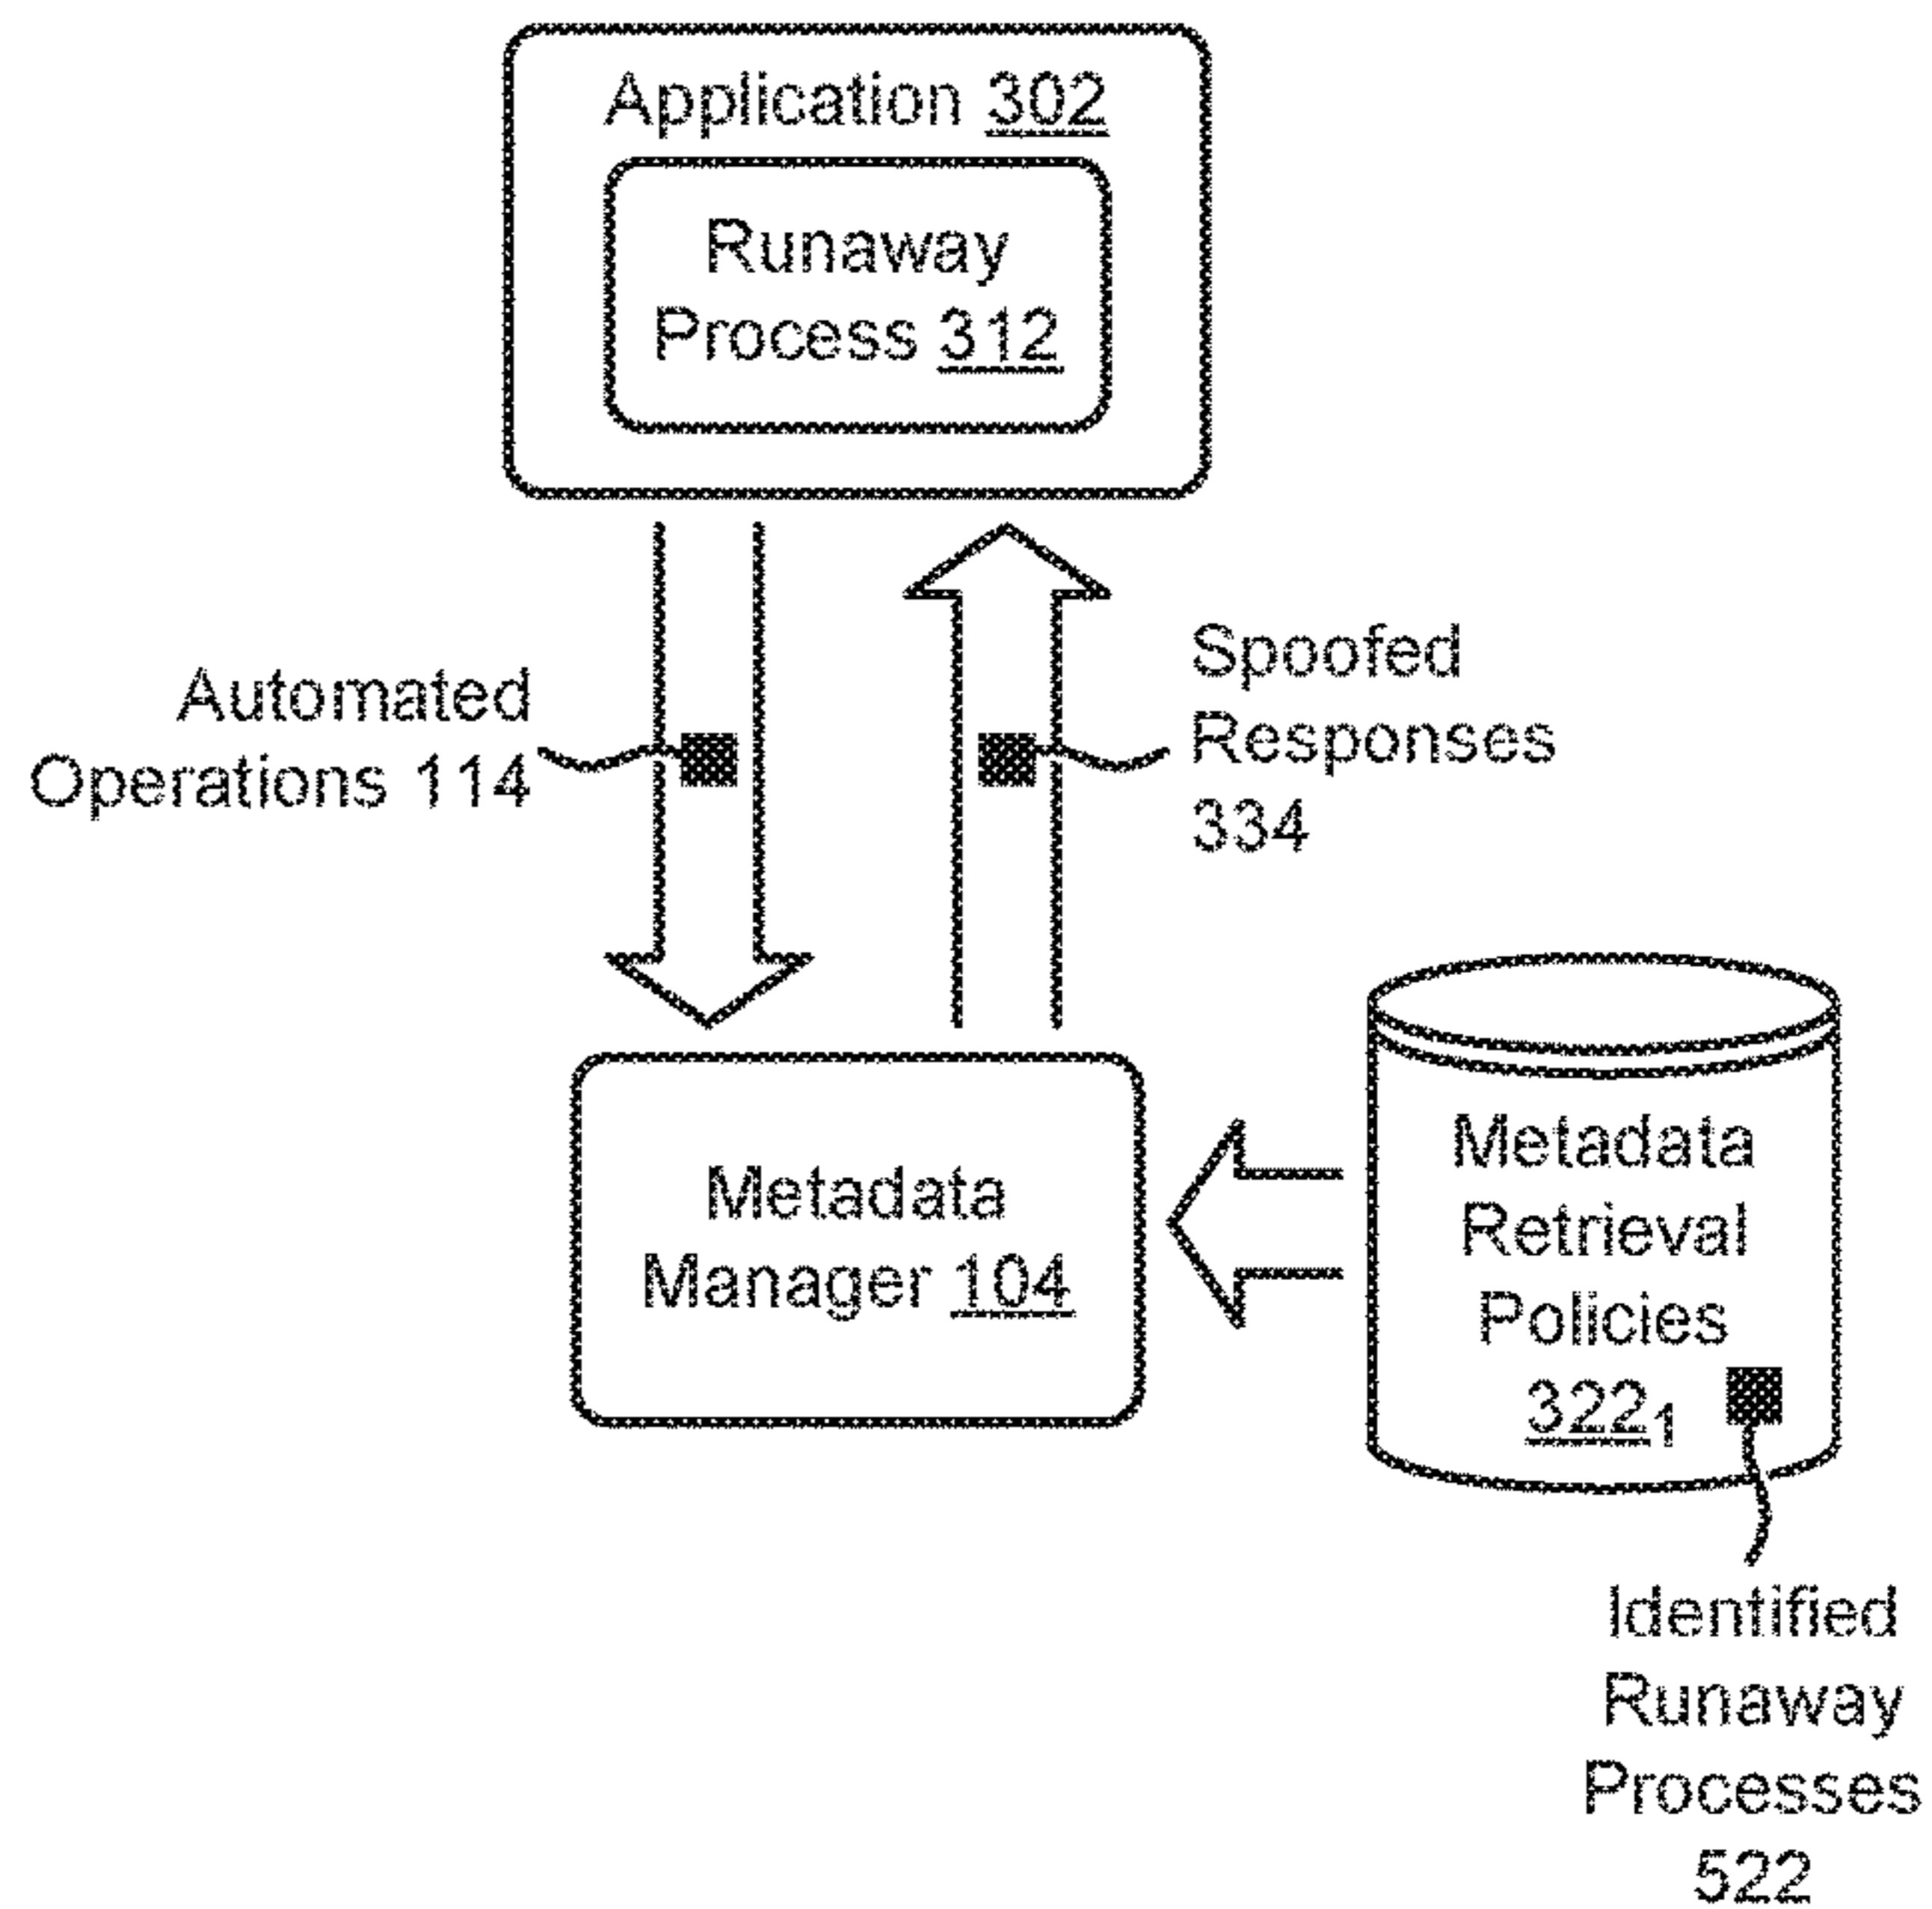 Application 302
Runaway
Process 312
Automated
Operations 114
Spoofed
Responses
334
Metadata
Manager 104
Metadata
Retrieval
Policies
322₁
Identified
Runaway
Processes
522